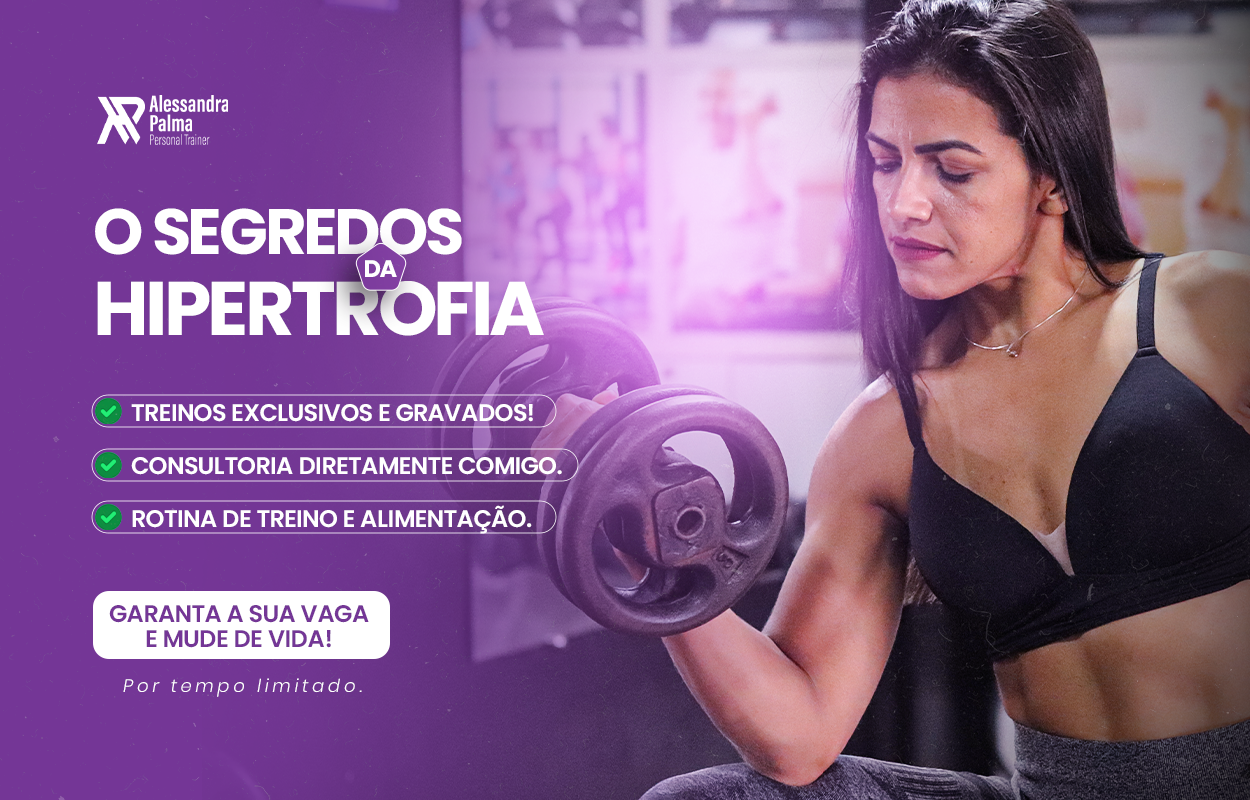 Alessandra
Palma
Personal Trainer
O SEGREDOS
DA
HIPERTROFIA
TREINOS EXCLUSIVOS E GRAVADOS!
CONSULTORIA DIRETAMENTE COMIGO.
ROTINA DE TREINO E ALIMENTAÇÃO.
GARANTA A SUA VAGA
E MUDE DE VIDA!
Por tempo limitado.